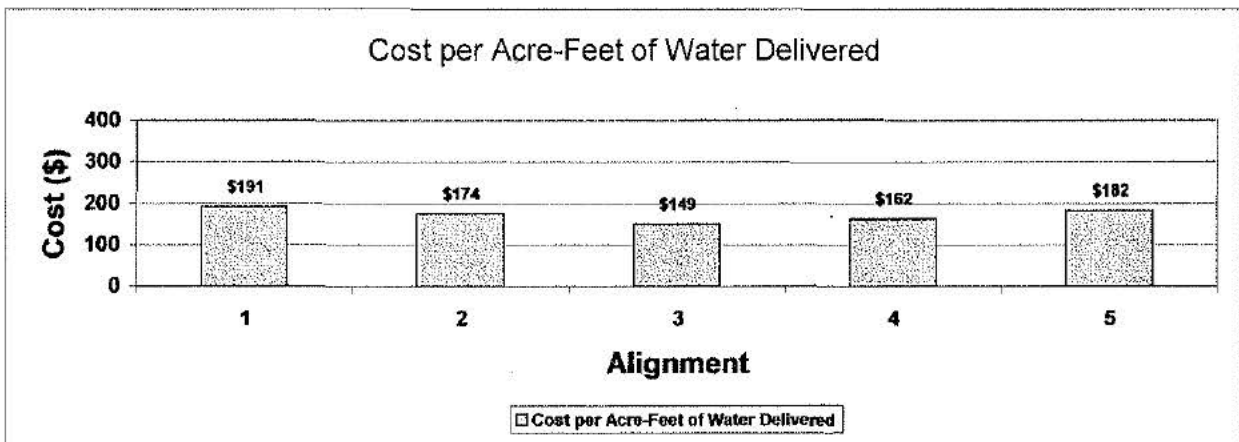 Cost per Acre-Feet of Water Delivered
Cost ($)
400
300
200
100
0
$191
$174
$149
$162
$182
1 2 3 4 5
Alignment
Cost per Acre-Feet of Water Delivered